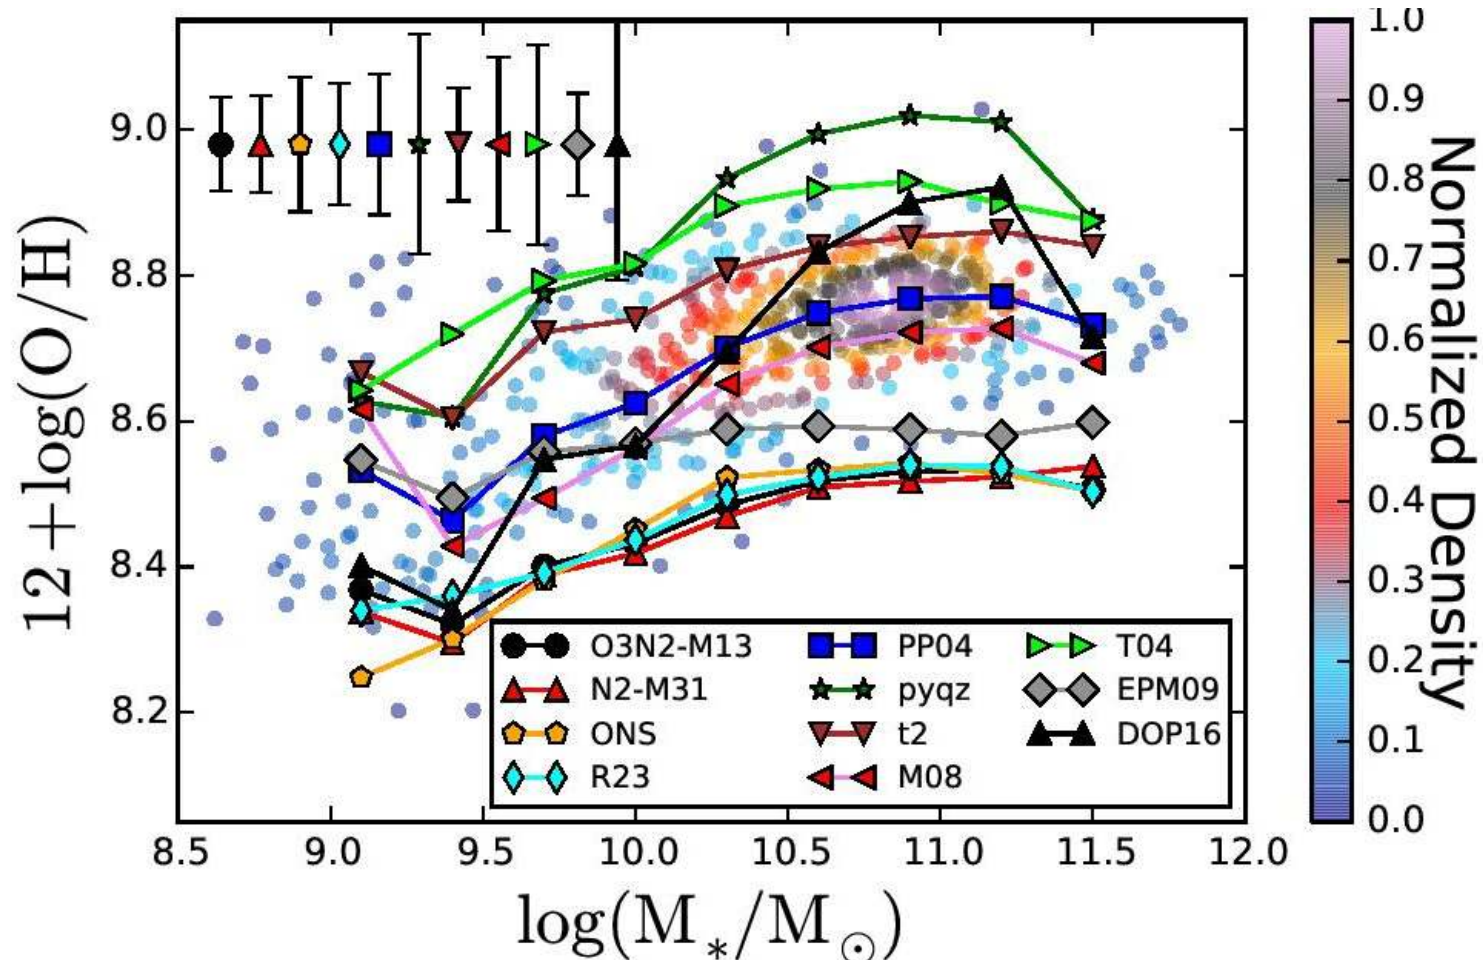 1.0
0.9
0.8
0.7
0.6
0.5
0.4
0.3
0.2
0.1
0.0
Normalized Density
9.0
8.8
8.6
8.4
8.2
12+log(O/H)
O3N2-M13
N2-M31
ONS
R23
PP04
pyqz
t2
M08
T04
EPM09
DOP16
8.5 9.0 9.5 10.0 10.5 11.0 11.5 12.0
log(M*/M☉)